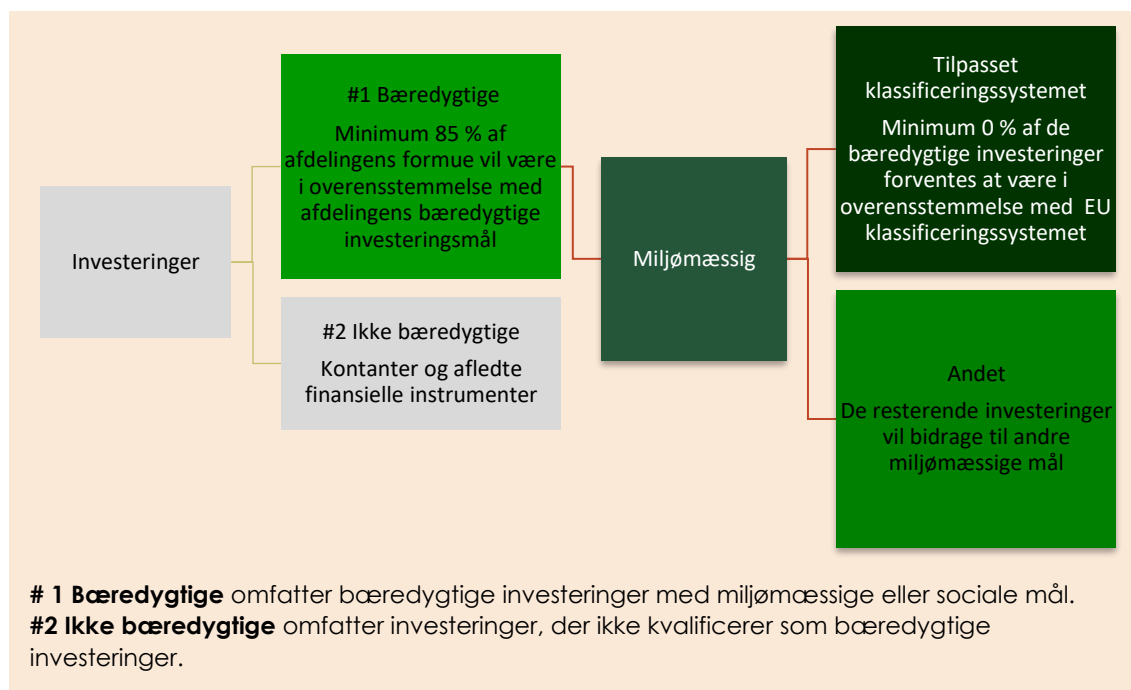 Investeringer
#1 Bæredygtige
Minimum 85 % af
afdelingens formue vil være
i overensstemmelse med
afdelingens bæredygtige
investeringsmål
#2 Ikke bæredygtige
Kontanter og afledte
finansielle instrumenter
Miljømæssig
Tilpasset
klassificeringssystemet
Minimum 0 % af de
bæredygtige investeringer
forventes at være i
overensstemmelse med EU
klassificeringssystemet
Andet
De resterende investeringer
vil bidrage til andre
miljømæssige mål
# 1 Bæredygtige omfatter bæredygtige investeringer med miljømæssige eller sociale mål.
#2 Ikke bæredygtige omfatter investeringer, der ikke kvalificerer som bæredygtige
investeringer.